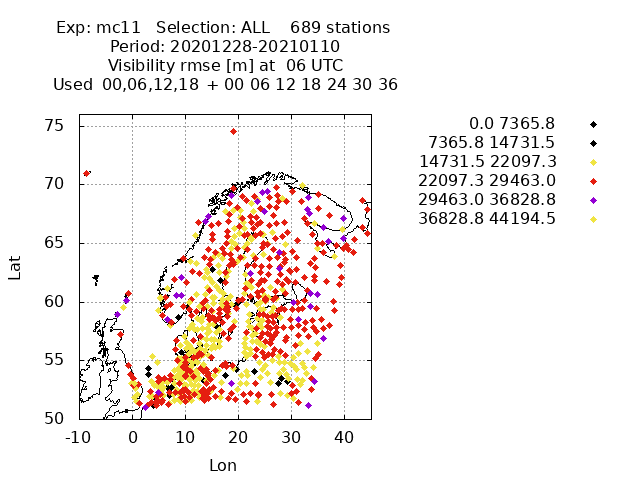 Exp: mc11 Selection: ALL 689 stations
Period: 20201228-20210110
Visibility rmse [m] at 06 UTC
Used 00,06,12,18 + 00 06 12 18 24 30 36
0.0 7365.8
7365.8 14731.5
14731.5 22097.3
22097.3 29463.0
29463.0 36828.8
36828.8 44194.5
75
70
65
60
55
50
Lat
-10 0 10 20 30 40
Lon